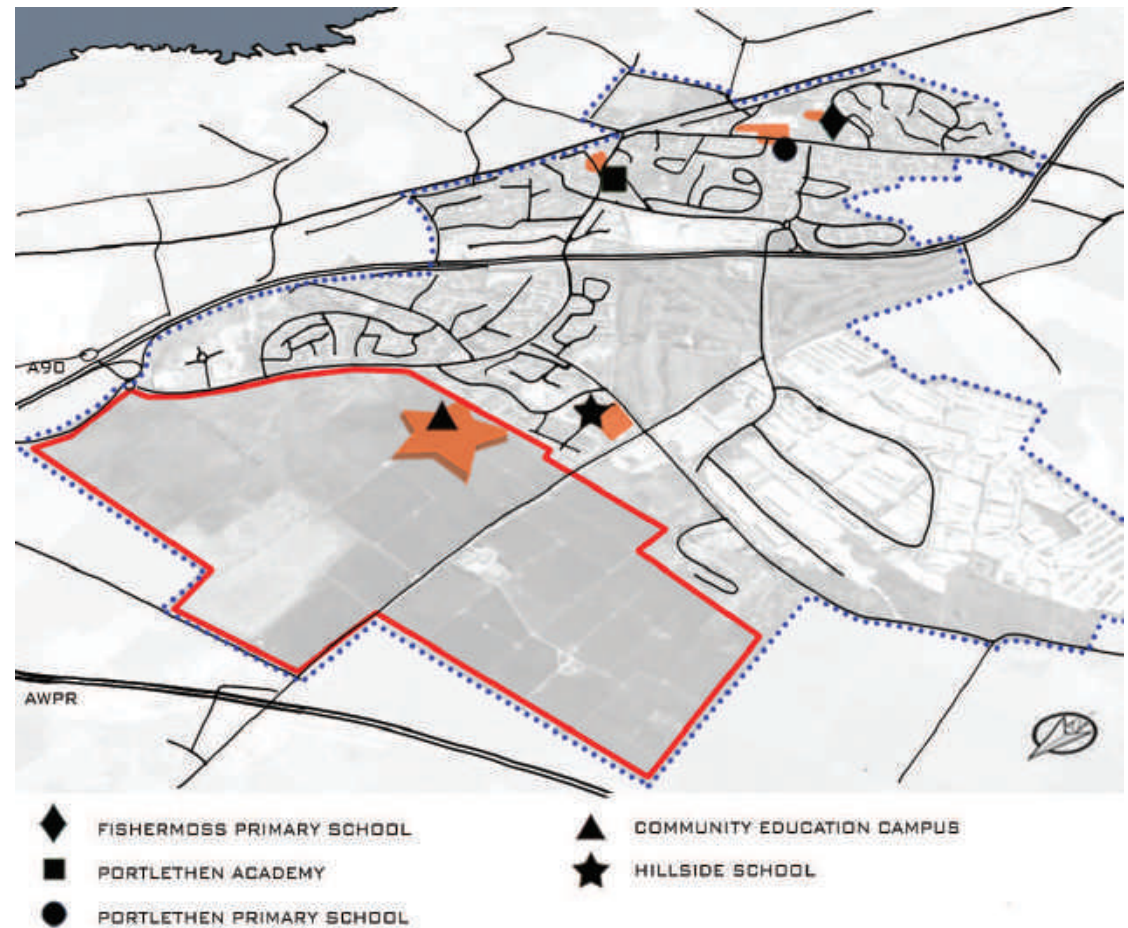 A90
AWPR
FISHERMOSS PRIMARY SCHOOL
PORTLETHEN ACADEMY
PORTLETHEN PRIMARY SCHOOL
COMMUNITY EDUCATION CAMPUS
HILLSIDE SCHOOL